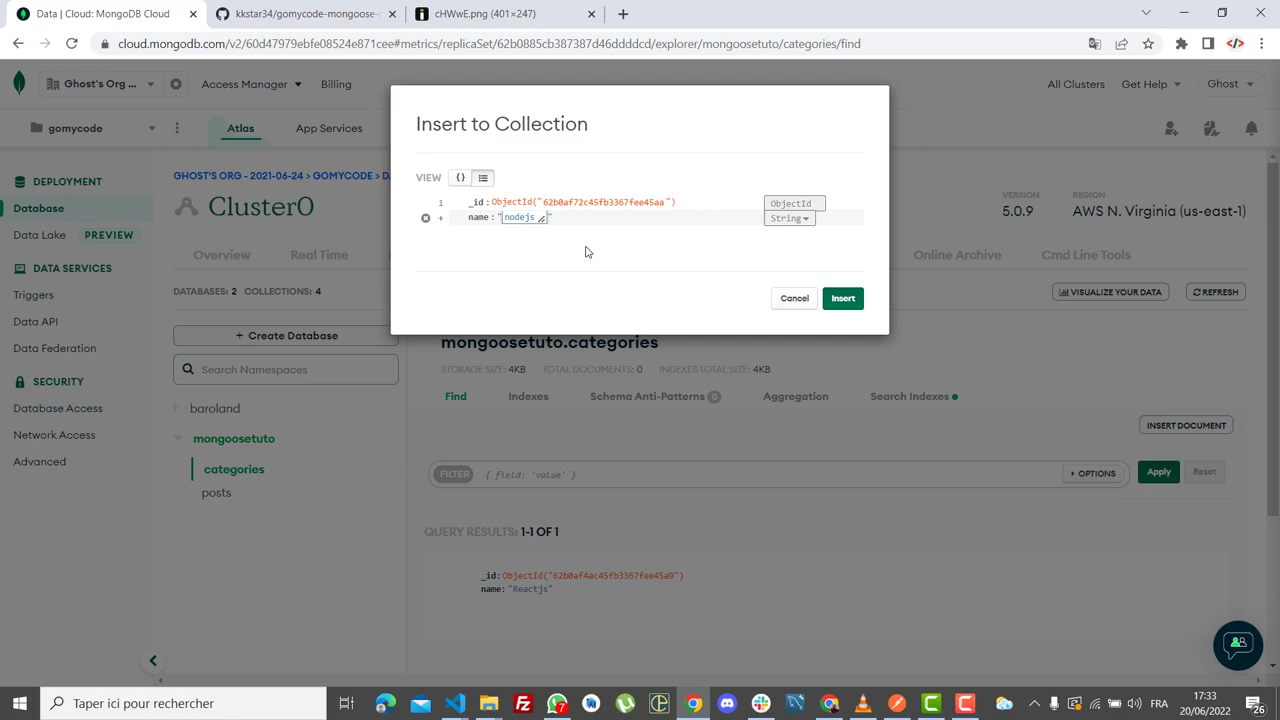 Data | Cloud: MongoDB Cloud
kkstar34/gomycode-mongoose-
cHWwE.png (401×247)
cloud.mongodb.com/v2/60d47979ebfe08524e871cee#metrics/replicaSet/62b0885cb387387d46ddddcd/explorer/mongoosetuto/categories/find
Ghost's Org ...
Access Manager
Billing
All Clusters
Get Help
Ghost
gomycode
Atlas
App Services
Insert to Collection
VIEW
{}
1
_id: ObjectId("62b0af72c45fb3367fee45aa")
ObjectId
+
name: "nodejs"
String
Cancel
Insert
DEPLOYMENT
Database
Data Lake
PREVIEW
DATA SERVICES
Triggers
Data API
Data Federation
SECURITY
Database Access
Network Access
Advanced
GHOST'S ORG - 2021-06-24 > GOMYCODE > DA
Cluster0
VERSION
5.0.9
REGION
AWS N. Virginia (us-east-1)
Overview
Real Time
Online Archive
Cmd Line Tools
DATABASES: 2 COLLECTIONS: 4
VISUALIZE YOUR DATA
REFRESH
+ Create Database
Search Namespaces
baroland
mongoosetuto
categories
posts
mongoosetuto.categories
STORAGE SIZE: 4KB
TOTAL DOCUMENTS: 0
INDEXES TOTAL SIZE: 4KB
Find
Indexes
Schema Anti-Patterns 0
Aggregation
Search Indexes
INSERT DOCUMENT
FILTER
{ field: 'value' }
OPTIONS
Apply
Reset
QUERY RESULTS: 1-1 OF 1
_id: ObjectId("62b0af4ac45fb3367fee45a9")
name: "Reactjs"
Taper ici pour rechercher
7
FRA
17:33
20/06/2022
26